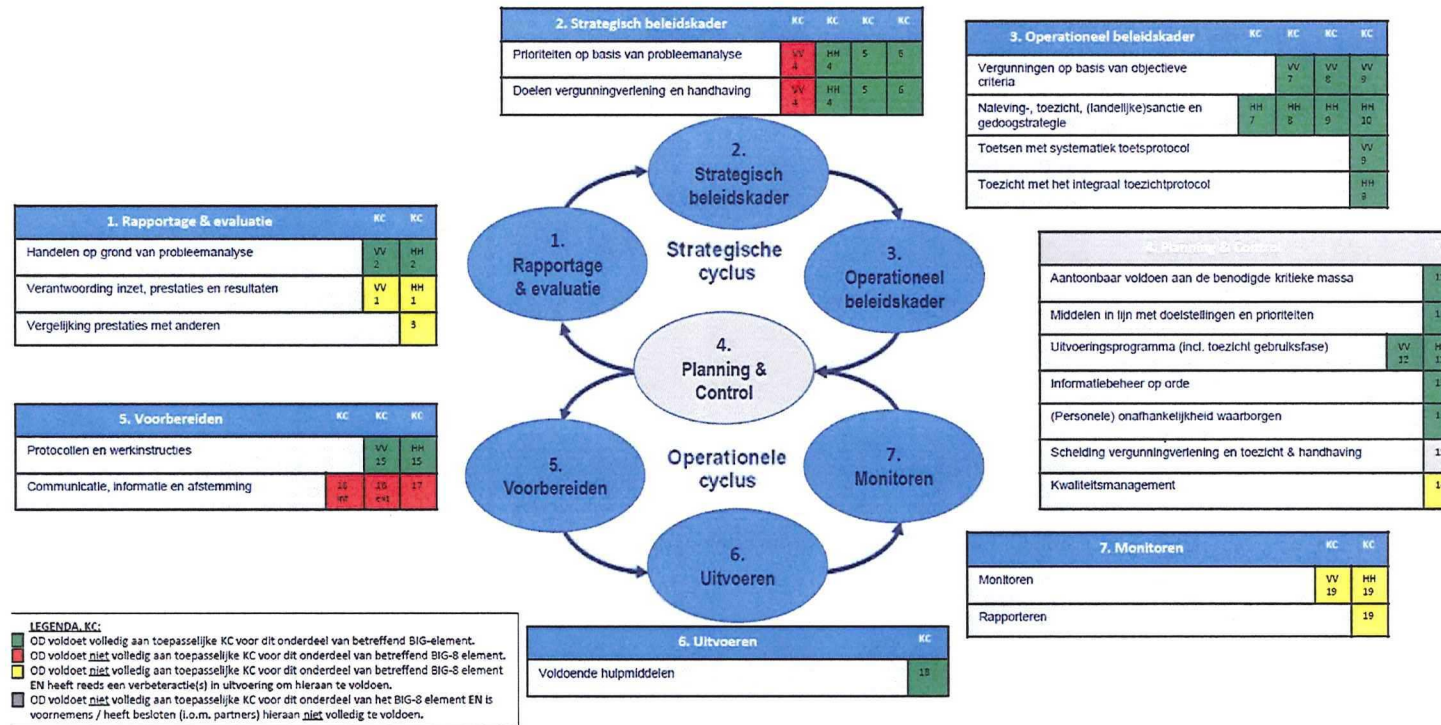 2. Strategisch beleidskader KC KC KC KC
Prioriteiten op basis van probleemanalyse VV 4 HH 4 5 6
Doelen vergunningverlening en handhaving VV 4 HH 4 5 6
3. Operationeel beleidskader KC KC KC KC
Vergunningen op basis van objectieve criteria VV 7 VV 8 VV 9
Naleving-, toezicht, (landelijke)sanctie en gedoogstrategie HH 7 HH 8 HH 9 HH 10
Toetsen met systematiek toetsprotocol VV 9
Toezicht met het integraal toezichtprotocol HH
1. Rapportage & evaluatie KC KC
Handelen op grond van probleemanalyse VV 2 HH 2
Verantwoording inzet, prestaties en resultaten VV 1 HH 1
Vergelijking prestaties met anderen 3
2.
Strategisch
beleidskader
1.
Rapportage
& evaluatie
Strategische
cyclus
3.
Operationeel
beleidskader
4.
Planning &
Control
5.
Voorbereiden
Operationele
cyclus
7.
Monitoren
6.
Uitvoeren
4. Planning & Control
Aantoonbaar voldoen aan de benodigde kritieke massa
Middelen in lijn met doelstellingen en prioriteiten
Uitvoeringsprogramma (incl. toezicht gebruiksfase) VV 12
Informatiebeheer op orde
(Personele) onafhankelijkheid waarborgen
Scheiding vergunningverlening en toezicht & handhaving
Kwaliteitsmanagement
5. Voorbereiden KC KC KC
Protocollen en werkinstructies VV 15 HH 15
Communicatie, informatie en afstemming 16 int 16 ext 17
7. Monitoren KC KC
Monitoren VV 19 HH 19
Rapporteren 19
6. Uitvoeren KC
Voldoende hulpmiddelen 18
LEGENDA, KC:
OD voldoet volledig aan toepasselijke KC voor dit onderdeel van betreffend BIG-element.
OD voldoet niet volledig aan toepasselijke KC voor dit onderdeel van betreffend BIG-8 element.
OD voldoet niet volledig aan toepasselijke KC voor dit onderdeel van betreffend BIG-8 element
EN heeft reeds een verbeteractie(s) in uitvoering om hieraan te voldoen.
OD voldoet niet volledig aan toepasselijke KC voor dit onderdeel van het BIG-8 element EN is
voornemens / heeft besloten (i.o.m. partners) hieraan niet volledig te voldoen.